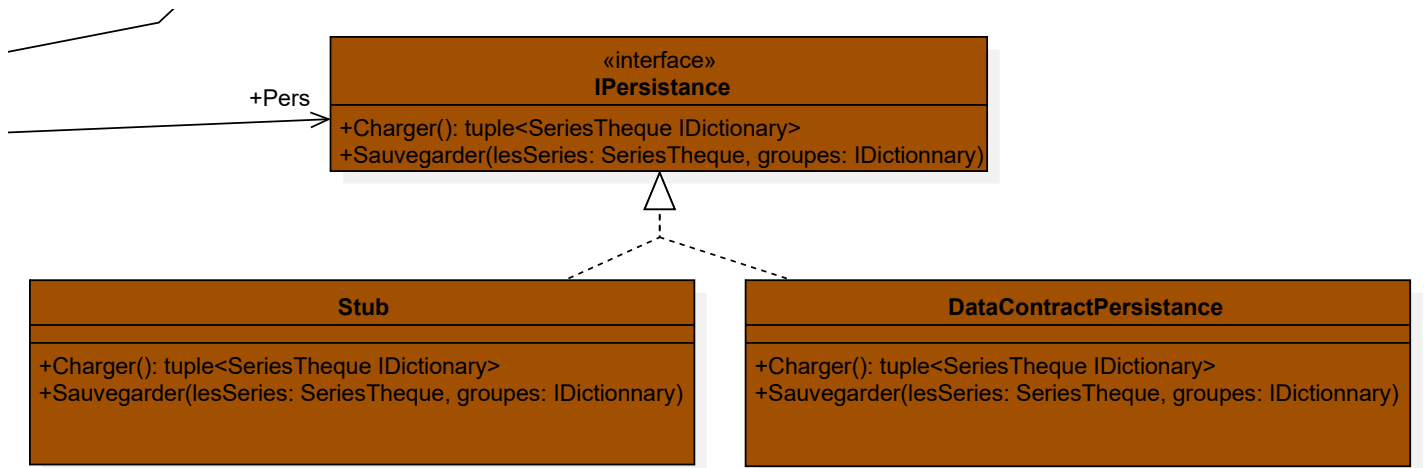 +Pers
«interface»
IPersistance
+Charger(): tuple<SeriesTheque IDictionary>
+Sauvegarder(lesSeries: SeriesTheque, groupes: IDictionnary)
Stub
+Charger(): tuple<SeriesTheque IDictionary>
+Sauvegarder(lesSeries: SeriesTheque, groupes: IDictionnary)
DataContractPersistance
+Charger(): tuple<SeriesTheque IDictionary>
+Sauvegarder(lesSeries: SeriesTheque, groupes: IDictionnary)